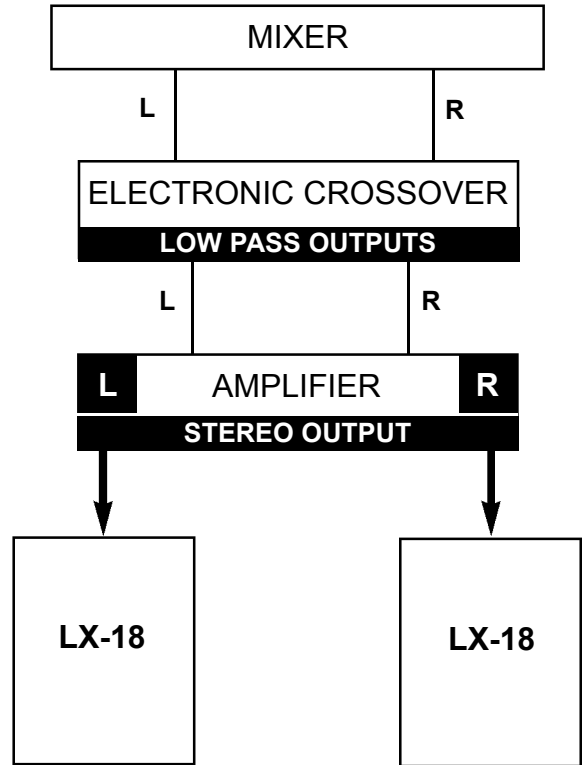 MIXER
L R
ELECTRONIC CROSSOVER
LOW PASS OUTPUTS
L R
L AMPLIFIER R
STEREO OUTPUT
LX-18 LX-18